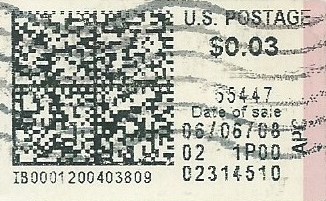 U.S. POSTAGE
$0.03
55447
Date of sale
06/06/08
02 1P00
02314510
APC
IB0001200403809